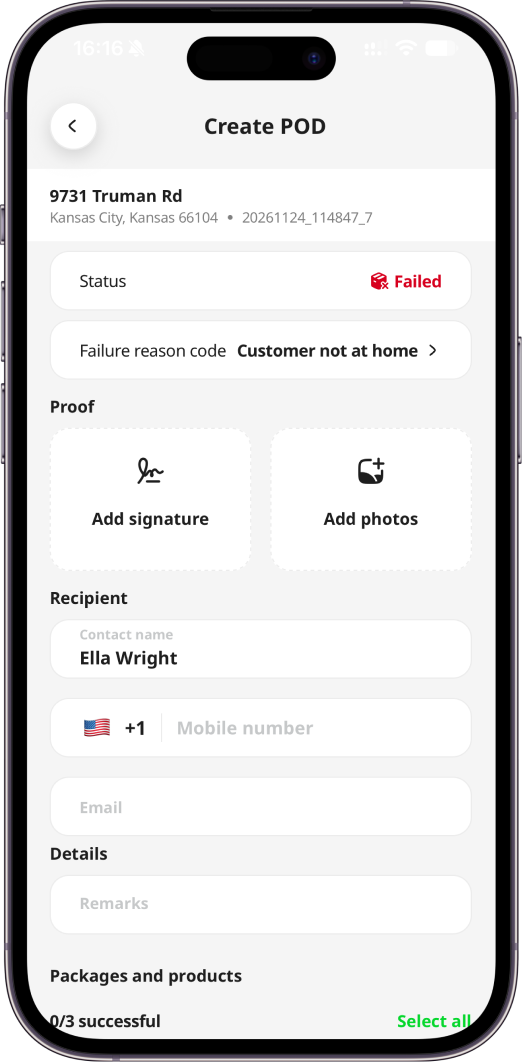 16:16
Create POD
9731 Truman Rd
Kansas City, Kansas 66104 • 20261124_114847_7
Status Failed
Failure reason code Customer not at home
Proof
Add signature Add photos
Recipient
Contact name
Ella Wright
+1 Mobile number
Email
Details
Remarks
Packages and products
0/3 successful Select all